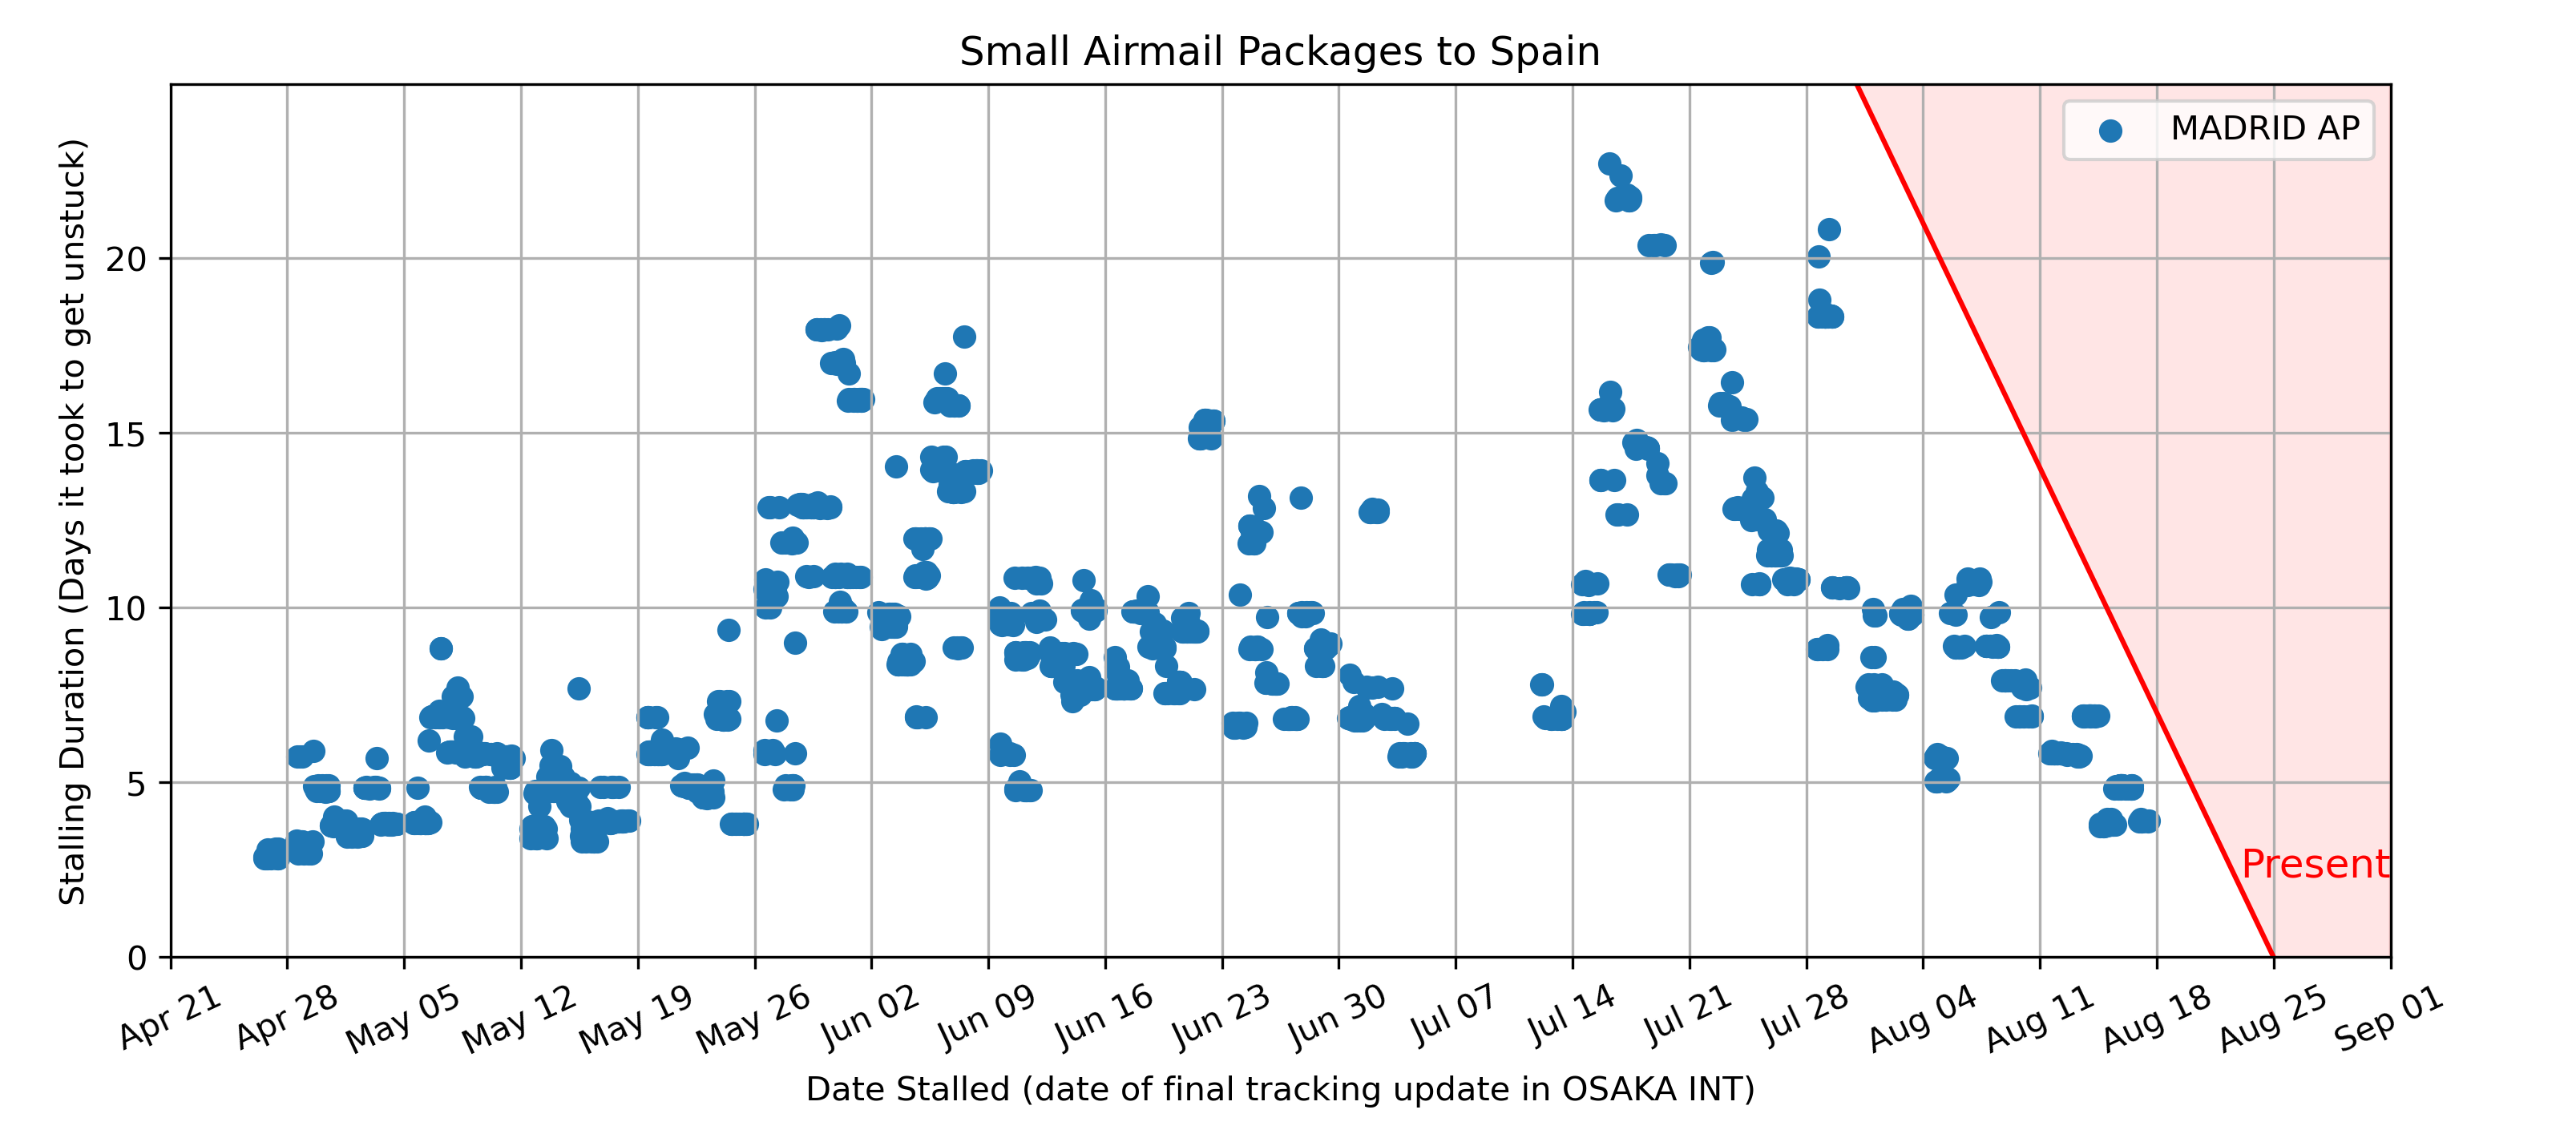 Small Airmail Packages to Spain
MADRID AP
Stalling Duration (Days it took to get unstuck)
20
15
10
5
0
Present
Apr 21
Apr 28
May 05
May 12
May 19
May 26
Jun 02
Jun 09
Jun 16
Jun 23
Jun 30
Jul 07
Jul 14
Jul 21
Jul 28
Aug 04
Aug 11
Aug 18
Aug 25
Sep 01
Date Stalled (date of final tracking update in OSAKA INT)